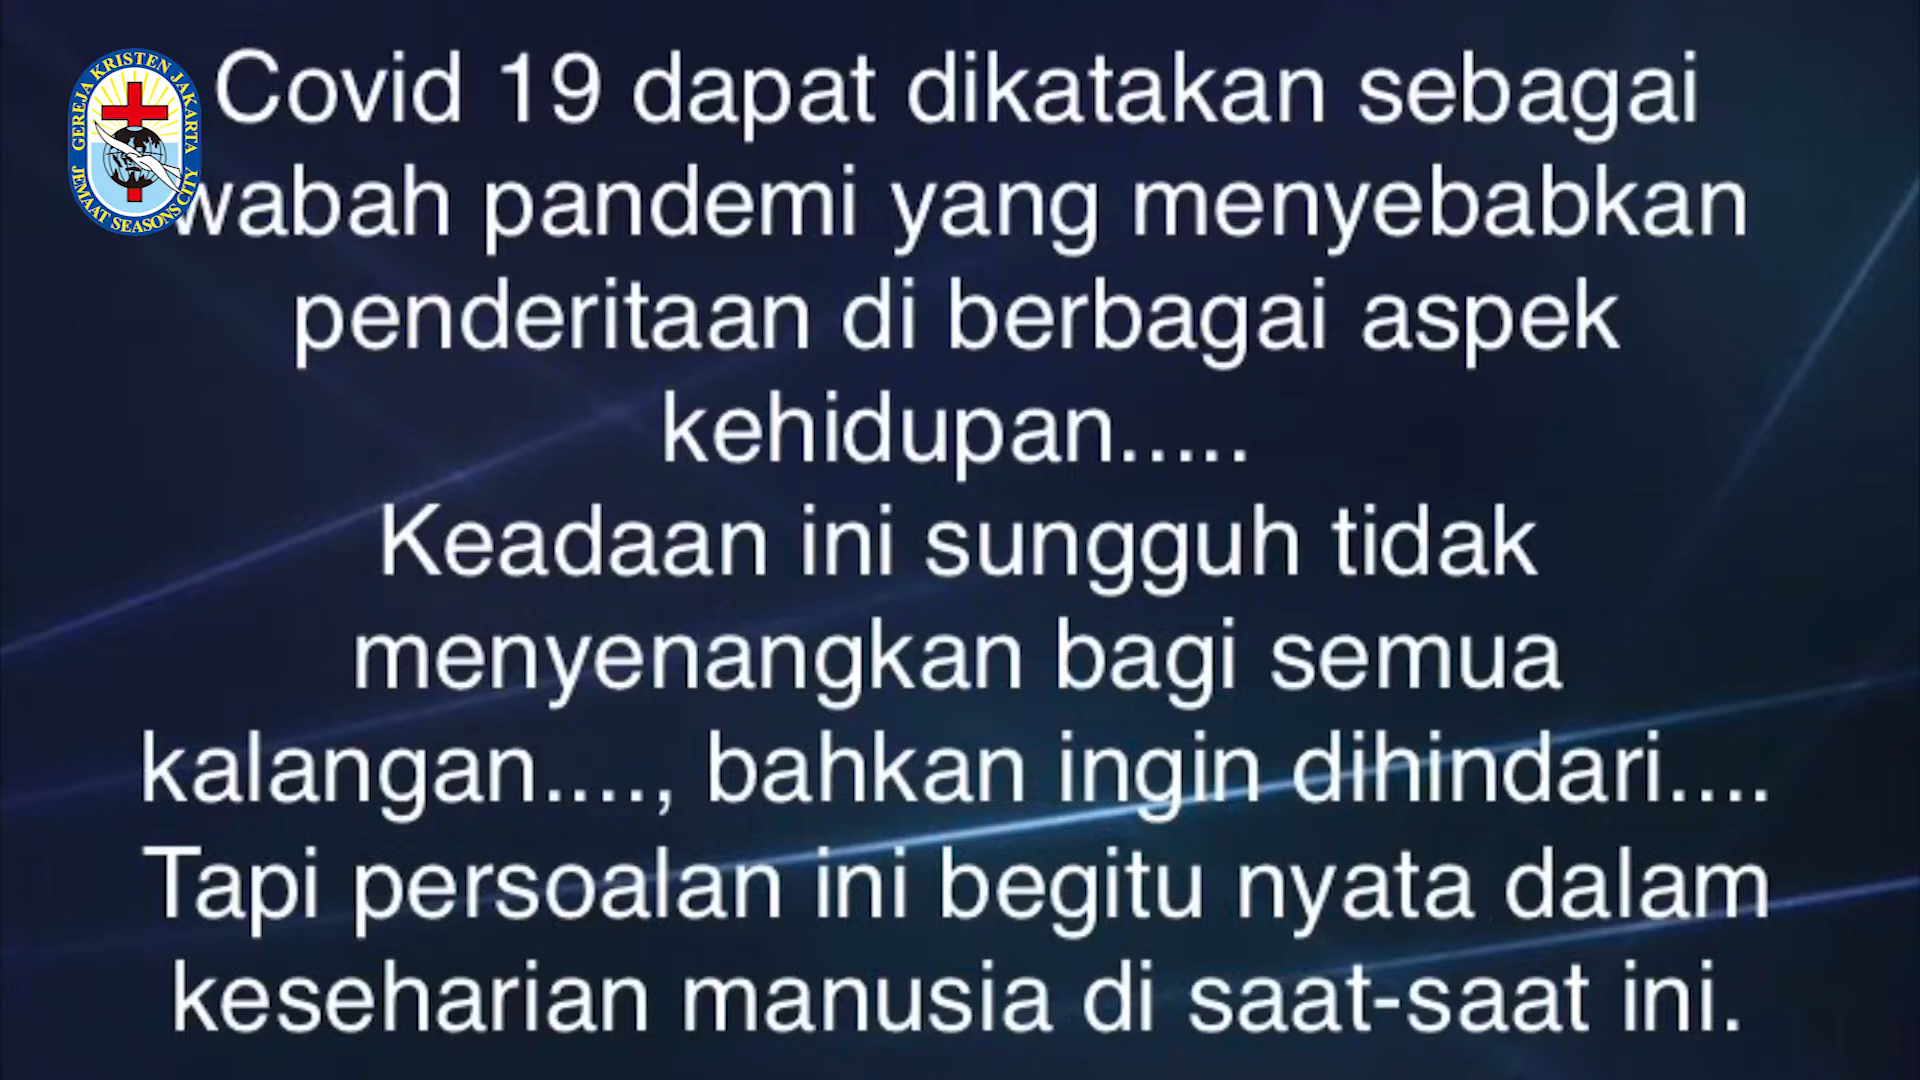 GEREJA KRISTEN JAKARTA
JEMAAT SEASONS CITY
Covid 19 dapat dikatakan sebagai
wabah pandemi yang menyebabkan
penderitaan di berbagai aspek
kehidupan.....
Keadaan ini sungguh tidak
menyenangkan bagi semua
kalangan...., bahkan ingin dihindari....
Tapi persoalan ini begitu nyata dalam
keseharian manusia di saat-saat ini.